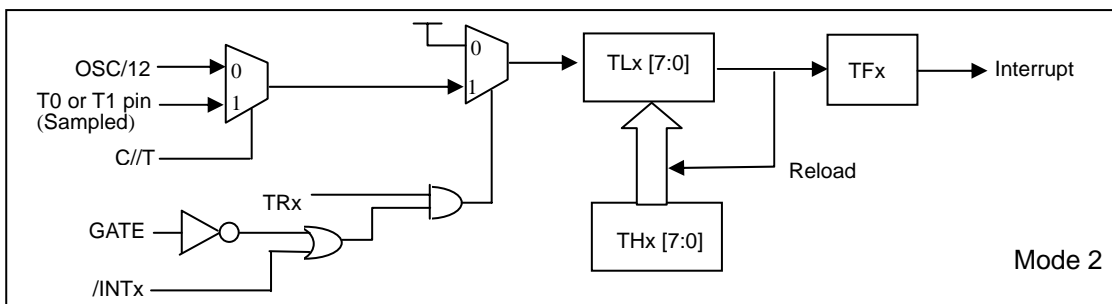 OSC/12
T0 or T1 pin
(Sampled)
C//T
0
1
0
1
TLx [7:0]
TFx
Interrupt
Reload
TRx
GATE
/INTx
THx [7:0]
Mode 2